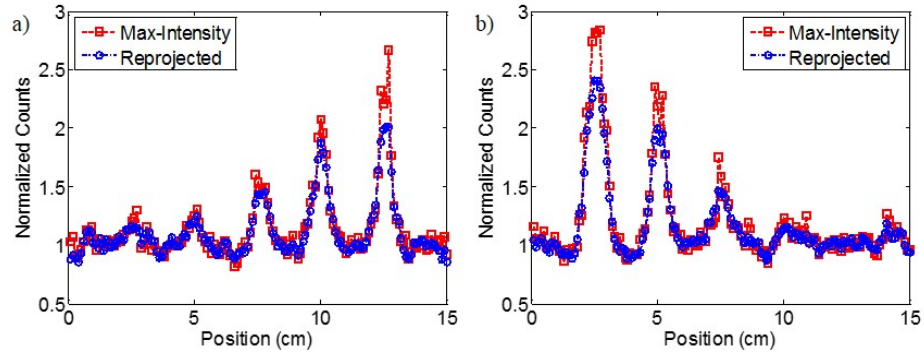 a)
Max-Intensity
Reprojected
Normalized Counts
3
2.5
2
1.5
1
0.5
0 5 10 15
Position (cm)
b)
Max-Intensity
Reprojected
Normalized Counts
3
2.5
2
1.5
1
0.5
0 5 10 15
Position (cm)